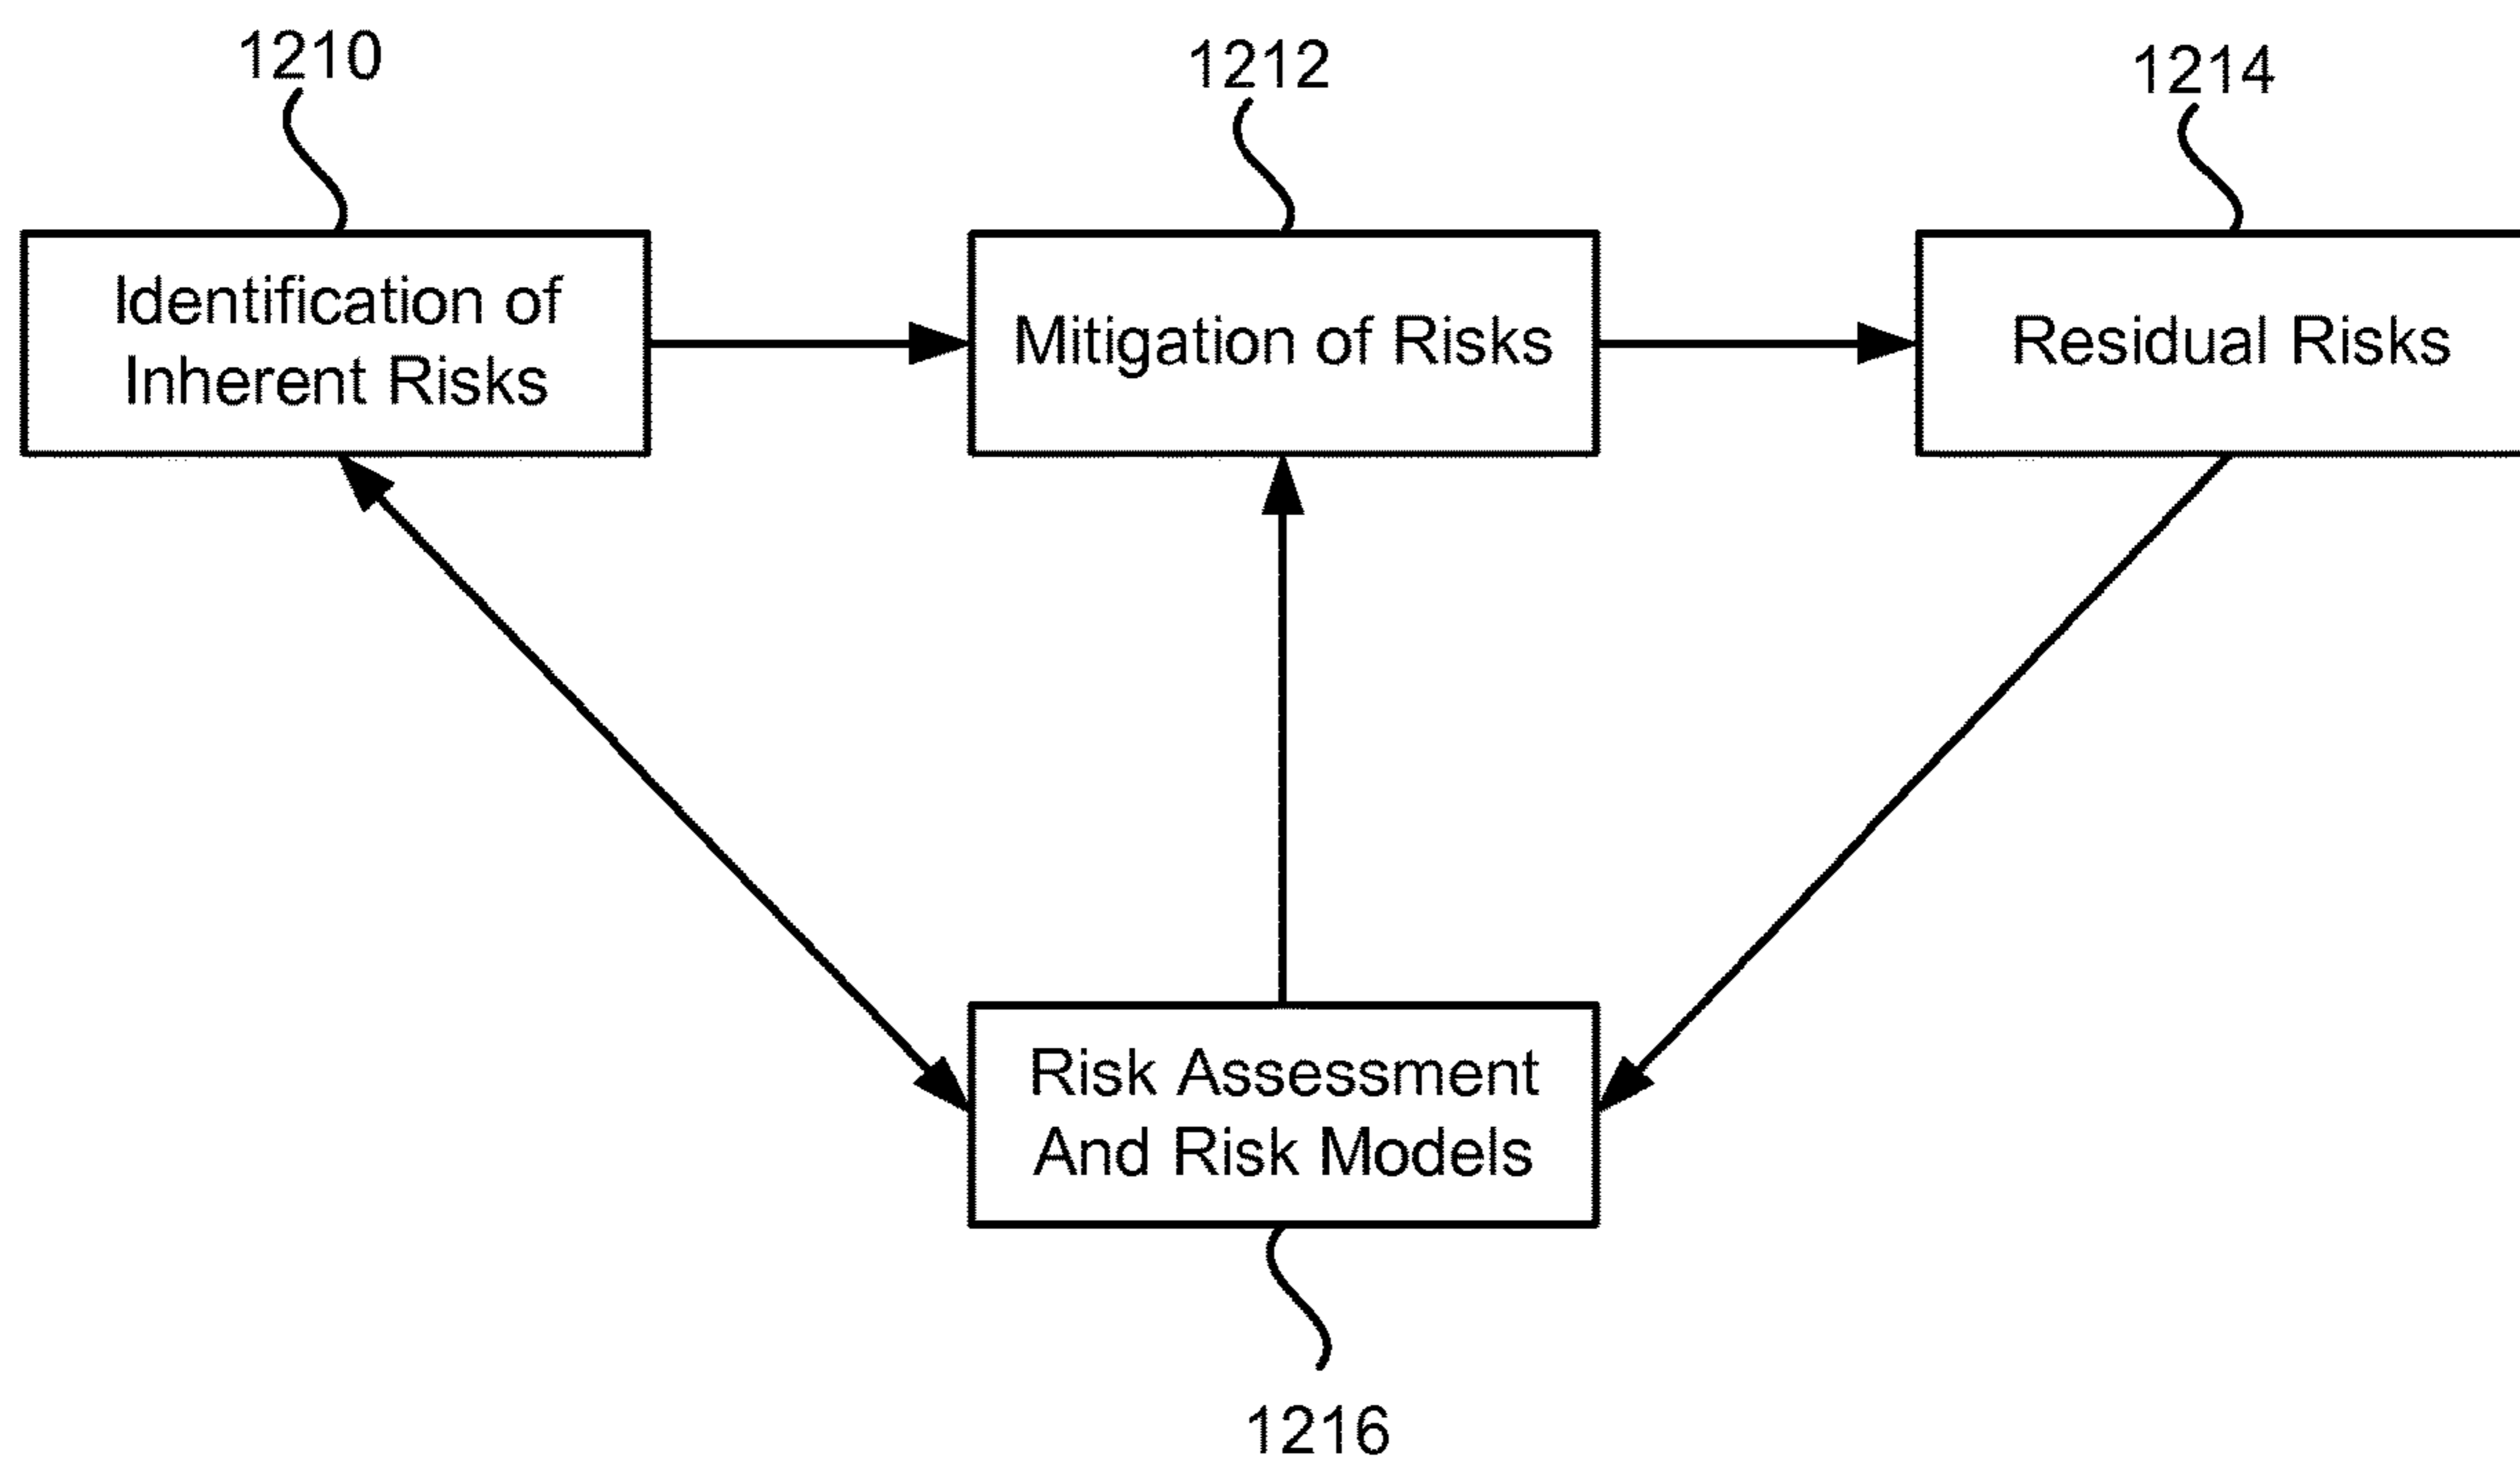 1210
1212
1214
Identification of
Inherent Risks
Mitigation of Risks
Residual Risks
Risk Assessment
And Risk Models
1216